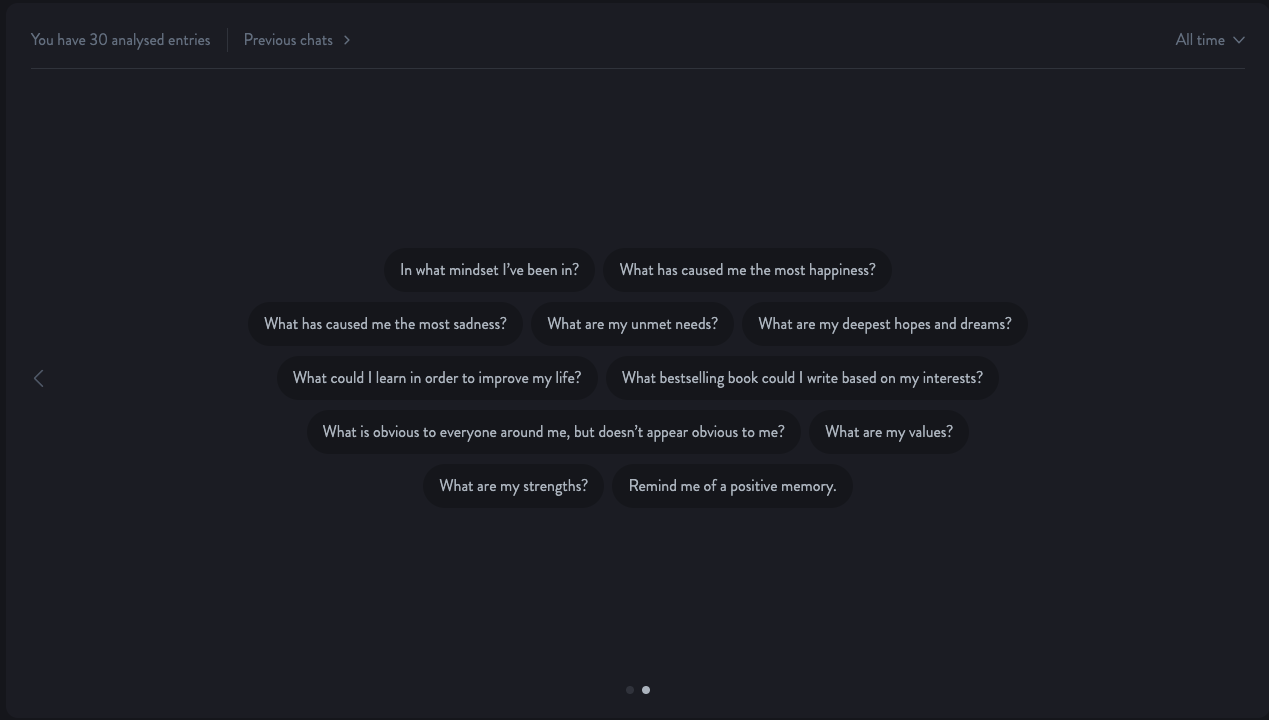 You have 30 analysed entries
Previous chats
All time
In what mindset I’ve been in?
What has caused me the most happiness?
What has caused me the most sadness?
What are my unmet needs?
What are my deepest hopes and dreams?
What could I learn in order to improve my life?
What bestselling book could I write based on my interests?
What is obvious to everyone around me, but doesn’t appear obvious to me?
What are my values?
What are my strengths?
Remind me of a positive memory.